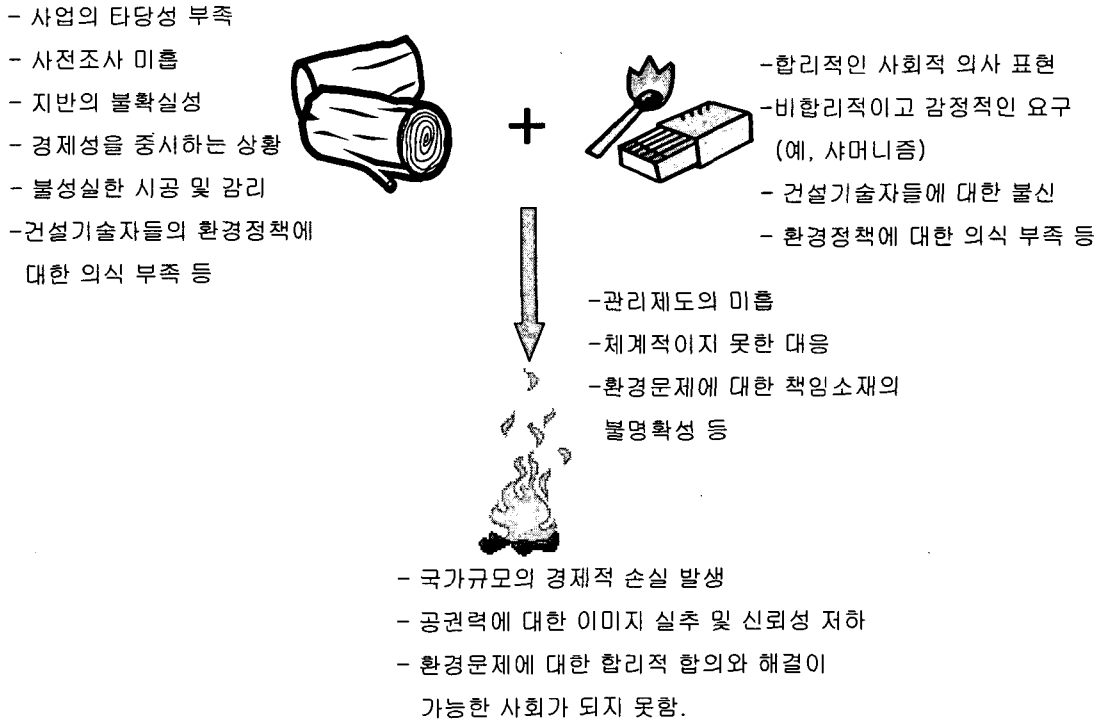 - 사업의 타당성 부족
- 사전조사 미흡
- 지반의 불확실성
- 경제성을 중시하는 상황
- 불성실한 시공 및 감리
-건설기술자들의 환경정책에
대한 의식 부족 등
+
-합리적인 사회적 의사 표현
-비합리적이고 감정적인 요구
(예, 샤머니즘)
- 건설기술자들에 대한 불신
- 환경정책에 대한 의식 부족 등
-관리제도의 미흡
-체계적이지 못한 대응
-환경문제에 대한 책임소재의
불명확성 등
- 국가규모의 경제적 손실 발생
- 공권력에 대한 이미지 실추 및 신뢰성 저하
- 환경문제에 대한 합리적 합의와 해결이
가능한 사회가 되지 못함.